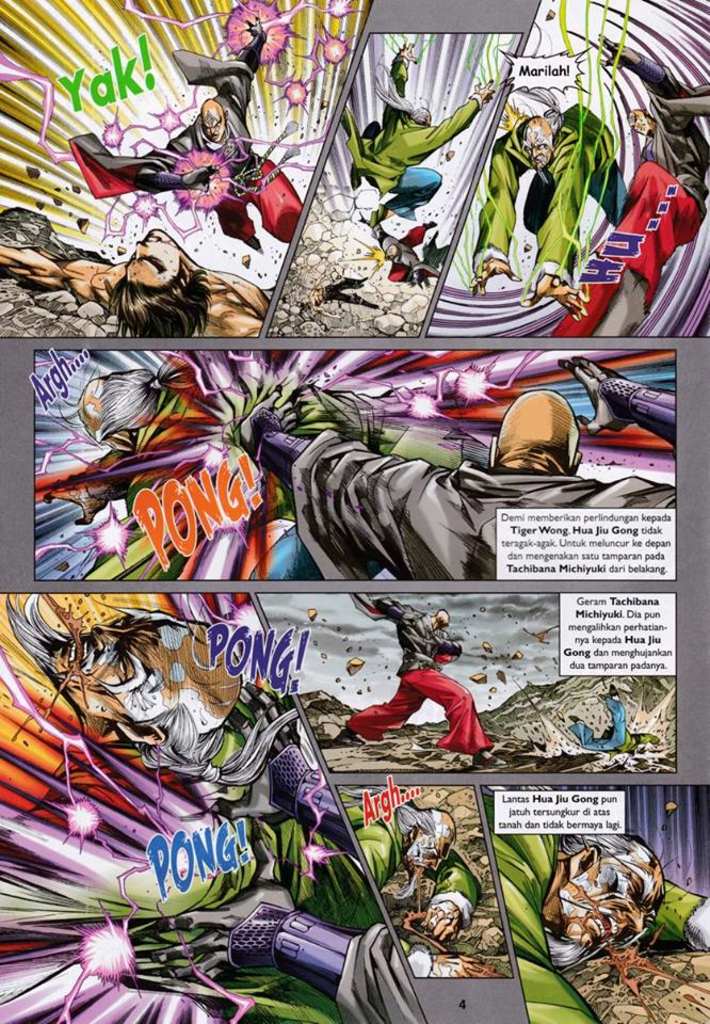 Yak!
Marilah!
Argh....
PONG!
Demi memberikan perlindungan kepada
Tiger Wong, Hua Jiu Gong tidak
teragak-agak. Untuk meluncur ke depan
dan mengenakan satu tamparan pada
Tachibana Michiyuki dari belakang.
PONG!
Geram Tachibana
Michiyuki. Dia pun
mengalihkan perhatian-
nya kepada Hua Jiu
Gong dan menghujankan
dua tamparan padanya.
PONG!
Argh....
Lantas Hua Jiu Gong pun
jatuh tersungkur di atas
tanah dan tidak bermaya lagi.
4